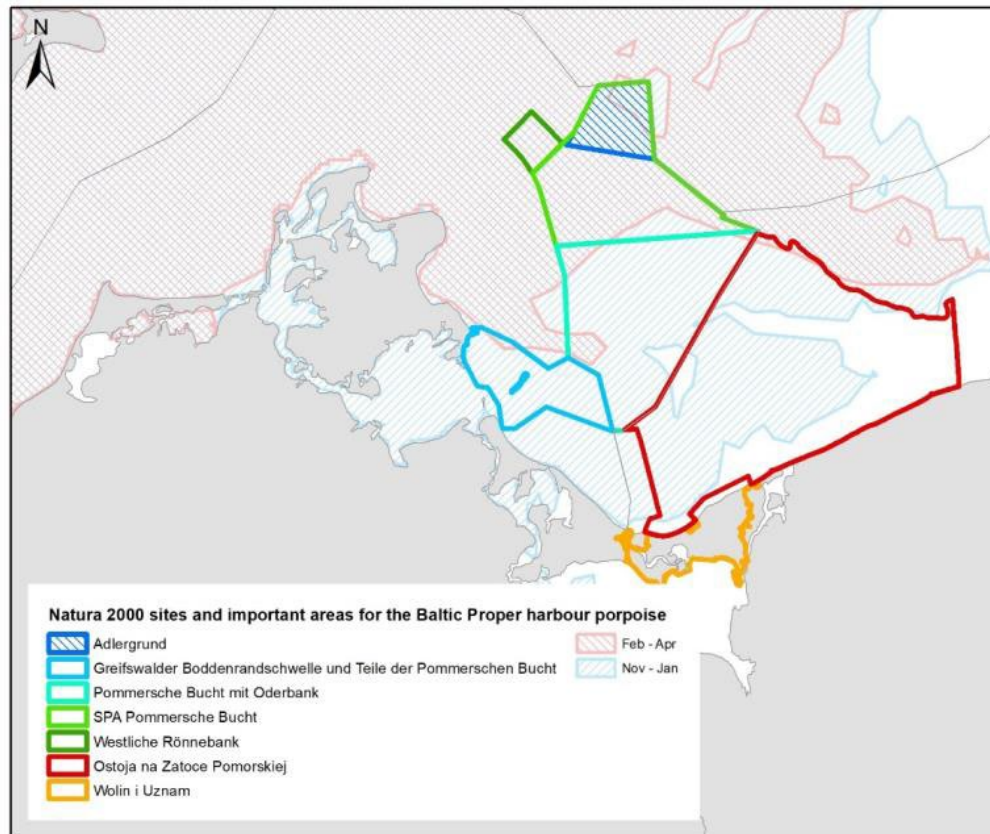 N
Natura 2000 sites and important areas for the Baltic Proper harbour porpoise
Adlergrund
Greifswalder Boddenrandschwelle und Teile der Pommerschen Bucht
Pommersche Bucht mit Oderbank
SPA Pommersche Bucht
Westliche Rönnebank
Ostoja na Zatoce Pomorskiej
Wolin i Uznam
Feb - Apr
Nov - Jan